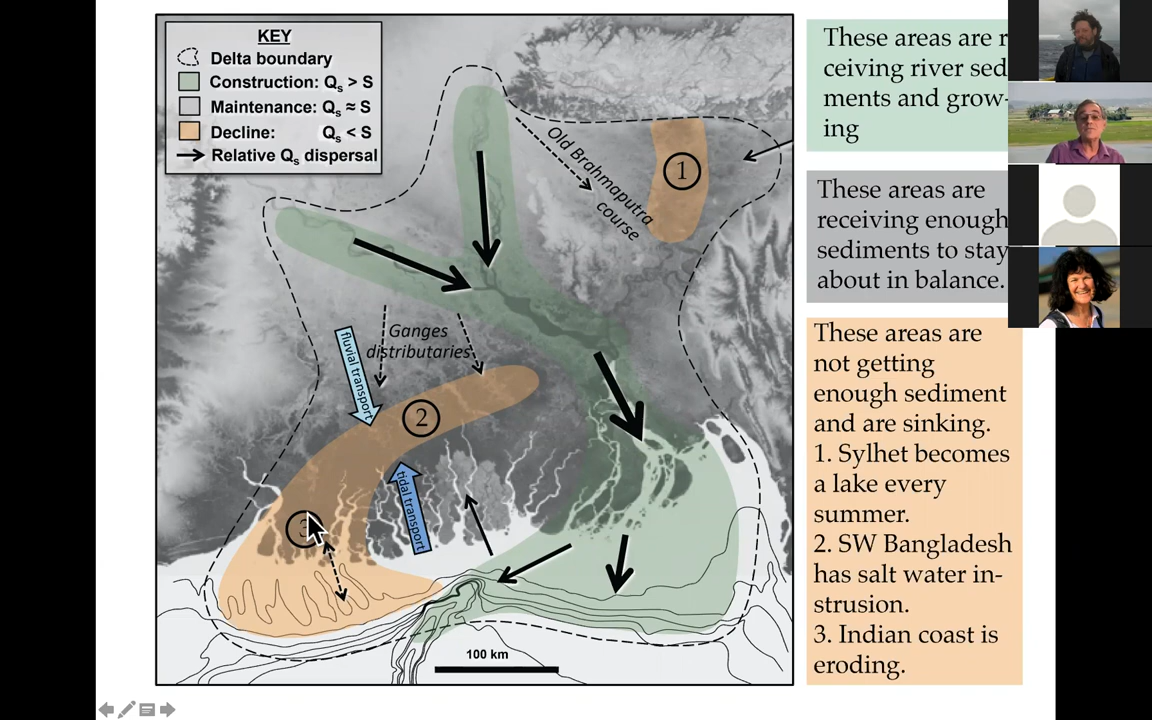 KEY
Delta boundary
Construction: Qs > S
Maintenance: Qs ≈ S
Decline: Qs < S
Relative Qs dispersal
Old Brahmaputra
course
1
Ganges
distributaries
fluvial transport
2
tidal transport
3
100 km
These areas are r
ceiving river sed
ments and grow-
ing
These areas are
receiving enough
sediments to stay
about in balance.
These areas are
not getting
enough sediment
and are sinking.
1. Sylhet becomes
a lake every
summer.
2. SW Bangladesh
has salt water in-
strusion.
3. Indian coast is
eroding.